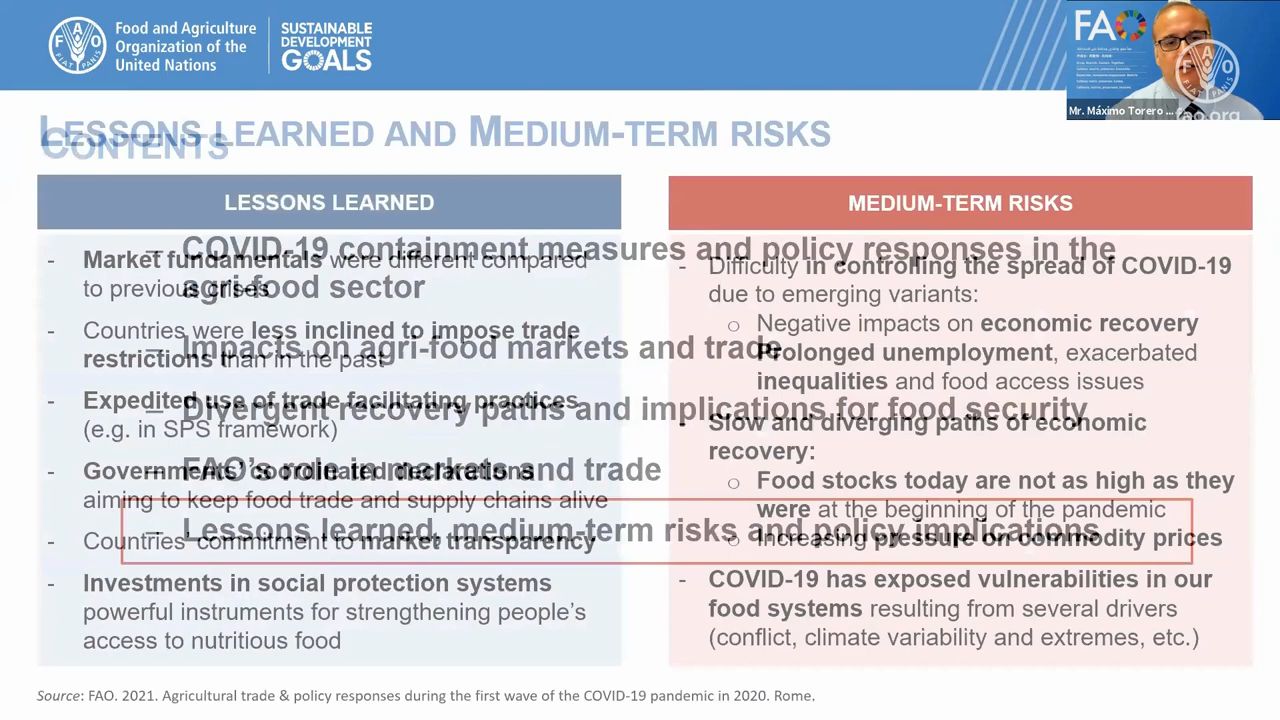 Food and Agriculture
Organization of the
United Nations
SUSTAINABLE
DEVELOPMENT
GOALS
FAO
FIAT PANIS
FAO
Mr. Máximo Torero ...
FAO
FIAT PANIS
fao.org
LESSONS LEARNED AND MEDIUM-TERM RISKS
CONTENTS
LESSONS LEARNED
- Market fundamentals were different compared
to previous crises
- Countries were less inclined to impose trade
restrictions than in the past
- Expedited use of trade facilitating practices
(e.g. in SPS framework)
- Governments' coordinated declarations
aiming to keep food trade and supply chains alive
- Countries' commitment to market transparency
- Investments in social protection systems
powerful instruments for strengthening people's
access to nutritious food
MEDIUM-TERM RISKS
- Difficulty in controlling the spread of COVID-19
due to emerging variants:
○ Negative impacts on economic recovery
Prolonged unemployment, exacerbated
inequalities and food access issues
- Slow and diverging paths of economic
recovery:
○ Food stocks today are not as high as they
were at the beginning of the pandemic
○ Increasing pressure on commodity prices
- COVID-19 has exposed vulnerabilities in our
food systems resulting from several drivers
(conflict, climate variability and extremes, etc.)
– COVID-19 containment measures and policy responses in the
agri-food sector
– Impacts on agri-food markets and trade
– Divergent recovery paths and implications for food security
– FAO's role in markets and trade
– Lessons learned, medium-term risks and policy implications
Source: FAO. 2021. Agricultural trade & policy responses during the first wave of the COVID-19 pandemic in 2020. Rome.